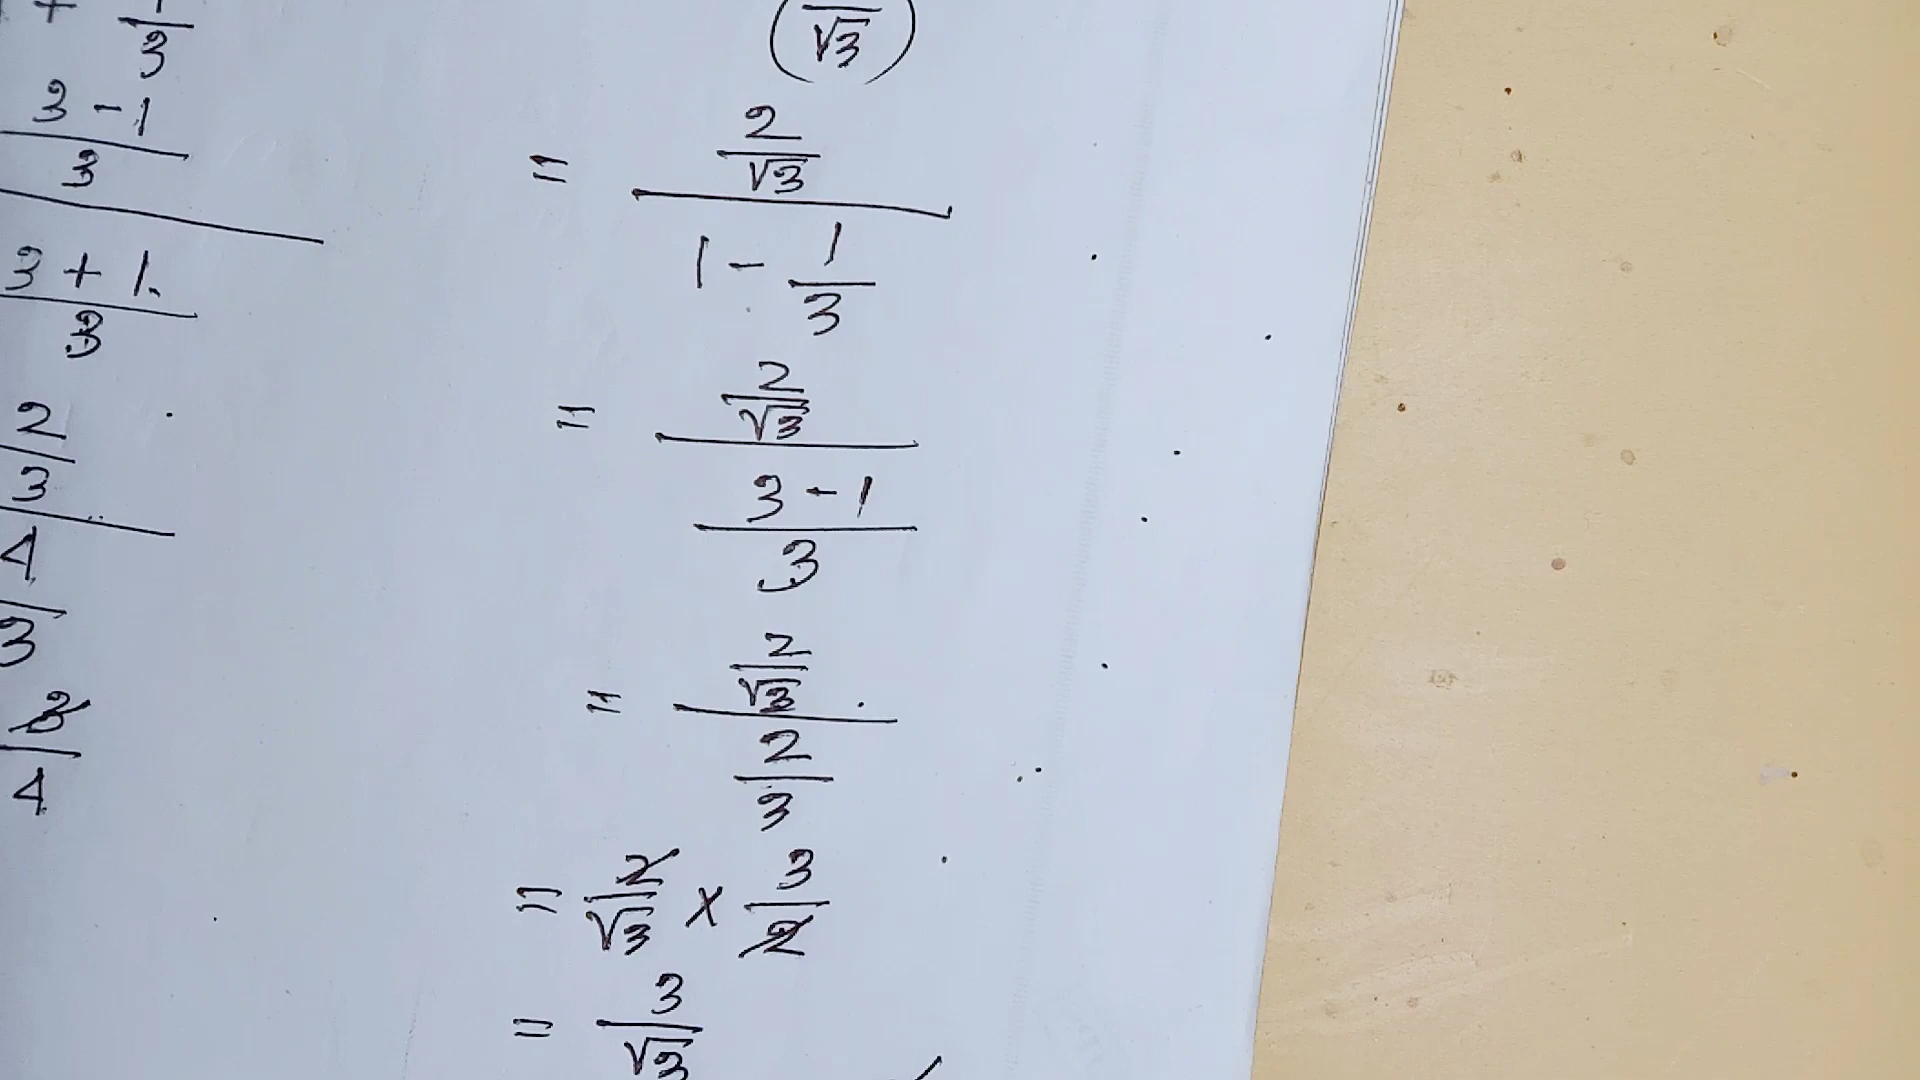 + 1/3
(3 - 1)/3
(3 + 1)/3
2/3
4/3
3/4
(√3)
= (2/√3)/(1 - 1/3)
= (2/√3)/((3 - 1)/3)
= (2/√3)/(2/3)
= 2/√3 × 3/2
= 3/√3